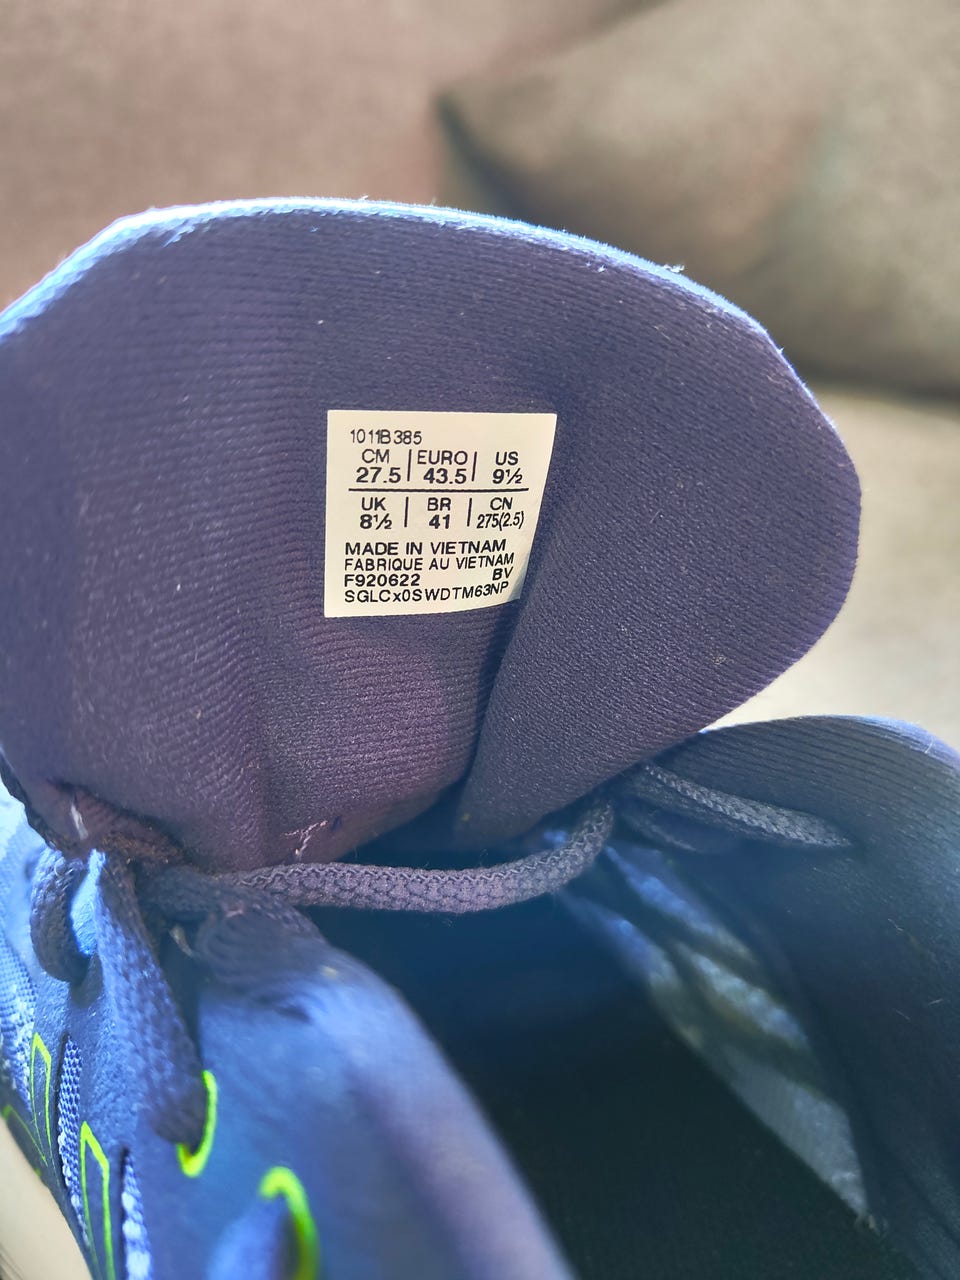 1011B385
CM | EURO | US
27.5 | 43.5 | 9½
UK | BR | CN
8½ | 41 | 275(2.5)
MADE IN VIETNAM
FABRIQUE AU VIETNAM
F920622 BV
SGLCx0SWDTM63NP